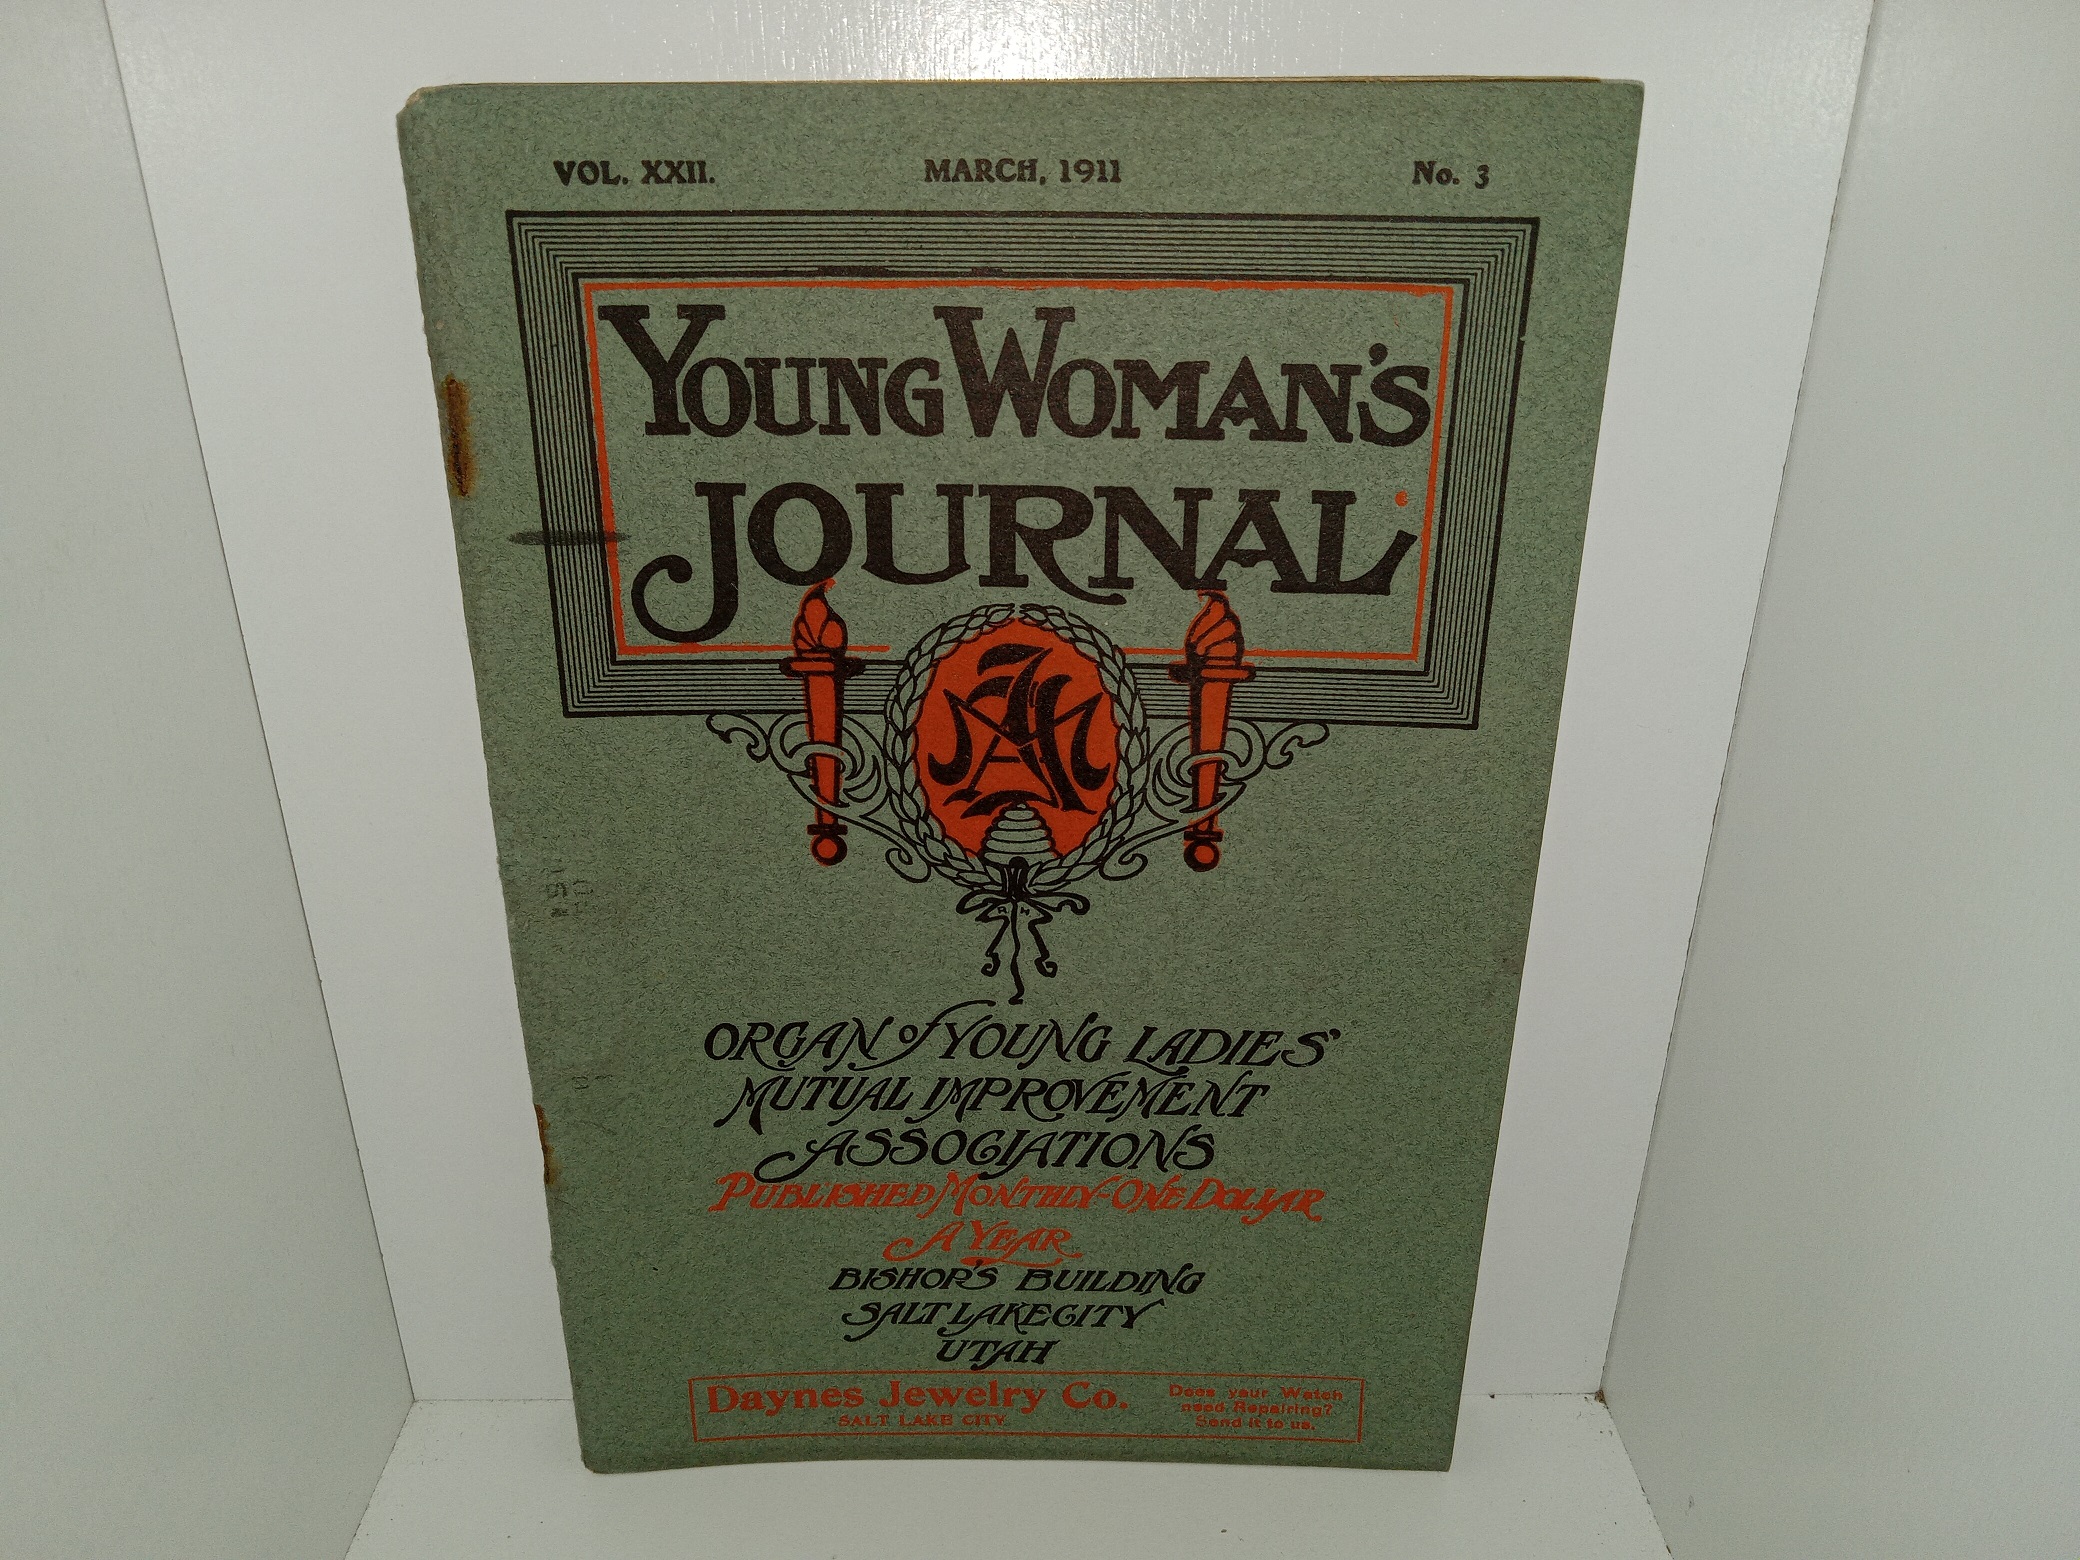 VOL. XXII. MARCH, 1911 No. 3
YOUNG WOMAN'S
JOURNAL
ORGAN of YOUNG LADIES'
MUTUAL IMPROVEMENT
ASSOCIATIONS
PUBLISHED MONTHLY-ONE DOLLAR
A YEAR
BISHOP'S BUILDING
SALT LAKE CITY
UTAH
Daynes Jewelry Co.
SALT LAKE CITY
Does your Watch
need Repairing?
Send it to us.